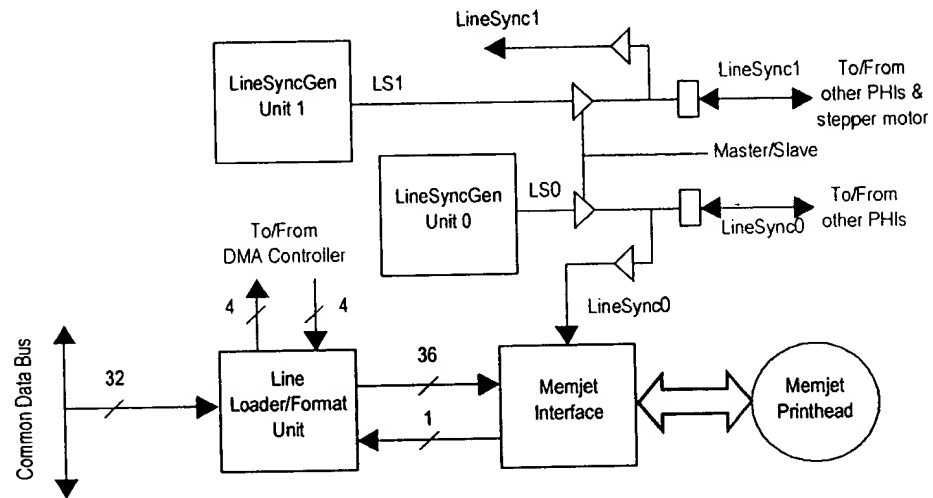 LineSync1
LineSyncGen
Unit 1
LS1
LineSync1
To/From
other PHIs &
stepper motor
Master/Slave
LineSyncGen
Unit 0
LS0
LineSync0
To/From
other PHIs
To/From
DMA Controller
4
4
LineSync0
Common Data Bus
32
Line
Loader/Format
Unit
36
1
Memjet
Interface
Memjet
Printhead